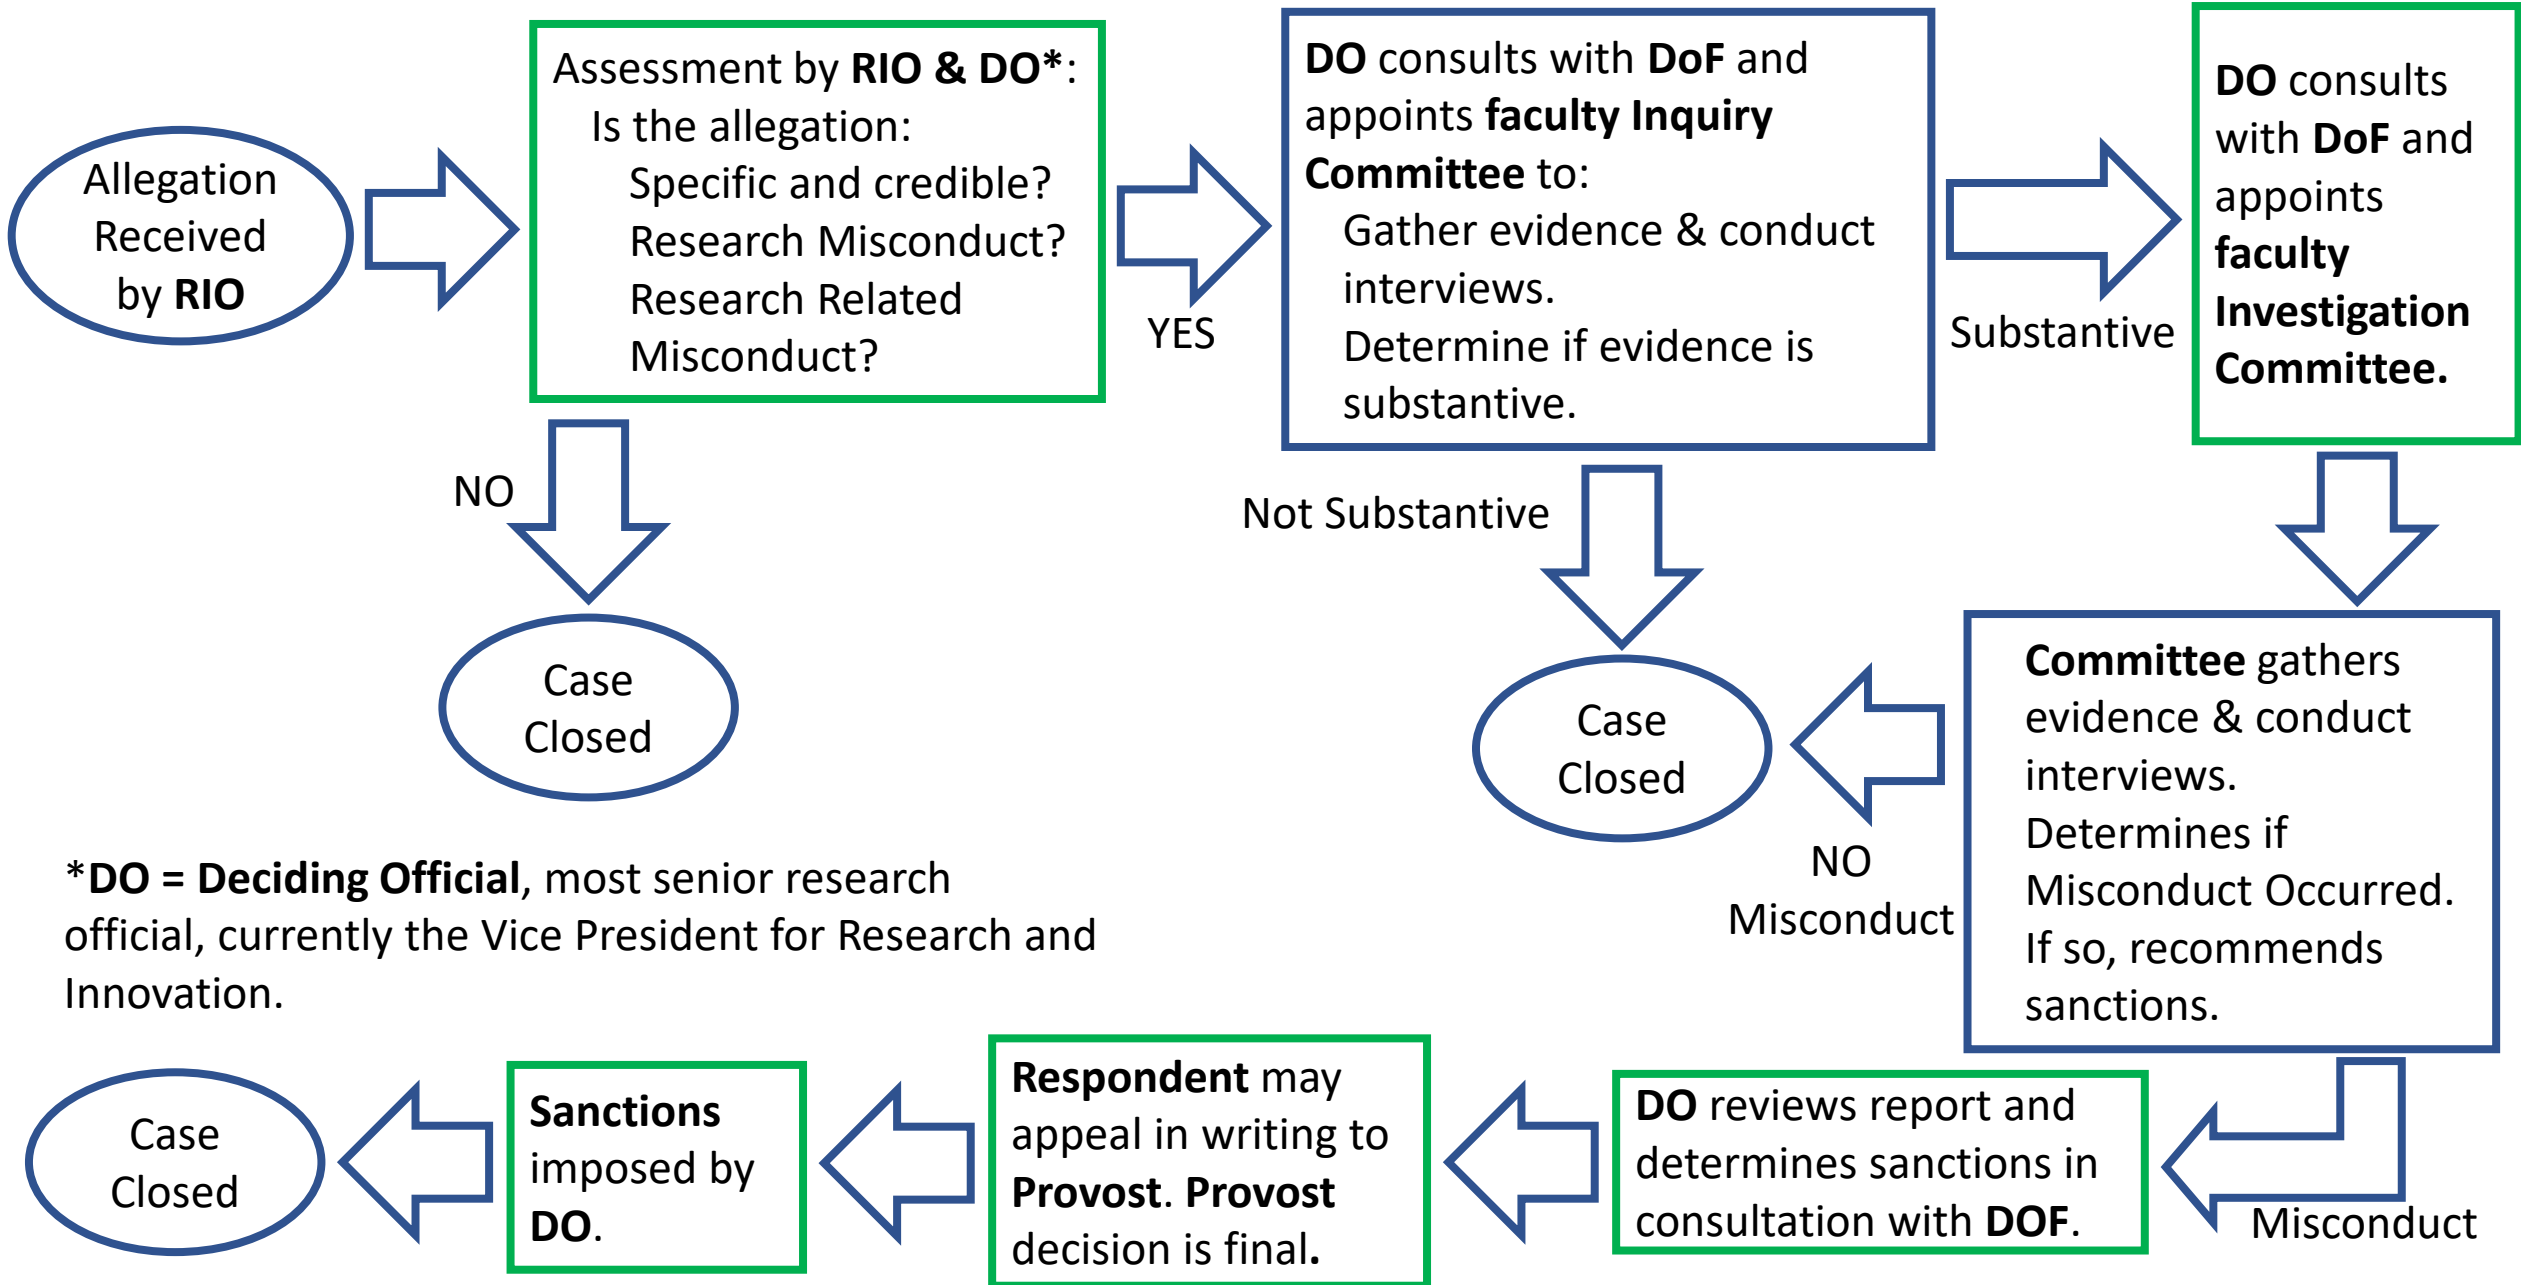 Allegation
Received
by RIO
Assessment by RIO & DO*:
Is the allegation:
Specific and credible?
Research Misconduct?
Research Related
Misconduct?
YES
NO
Case
Closed
DO consults with DoF and
appoints faculty Inquiry
Committee to:
Gather evidence & conduct
interviews.
Determine if evidence is
substantive.
Substantive
Not Substantive
Case
Closed
DO consults
with DoF and
appoints
faculty
Investigation
Committee.
Committee gathers
evidence & conduct
interviews.
Determines if
Misconduct Occurred.
If so, recommends
sanctions.
NO
Misconduct
Misconduct
*DO = Deciding Official, most senior research
official, currently the Vice President for Research and
Innovation.
DO reviews report and
determines sanctions in
consultation with DOF.
Respondent may
appeal in writing to
Provost. Provost
decision is final.
Sanctions
imposed by
DO.
Case
Closed